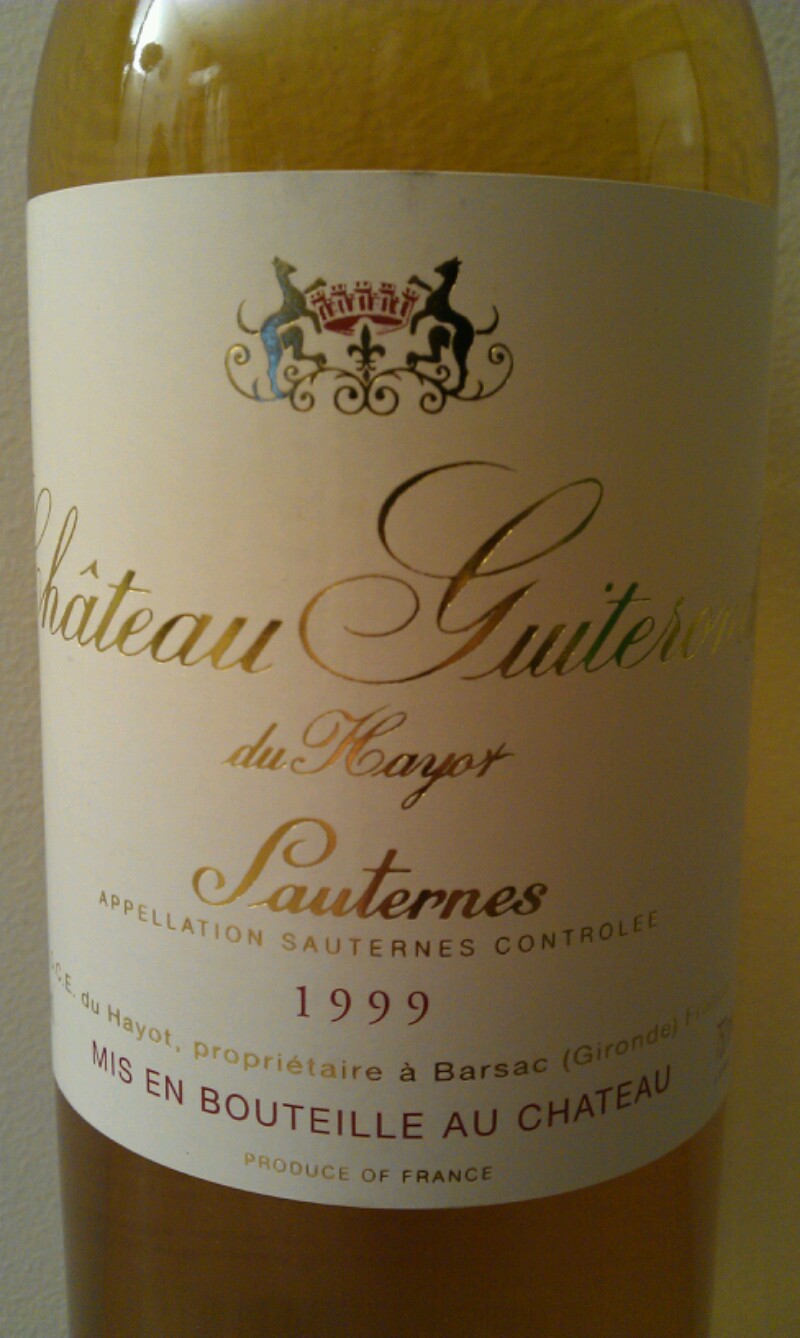 Château Guiteron
du Hayot
Sauternes
APPELLATION SAUTERNES CONTROLEE
1999
.C.E. du Hayot, propriétaire à Barsac (Gironde)
MIS EN BOUTEILLE AU CHATEAU
PRODUCE OF FRANCE